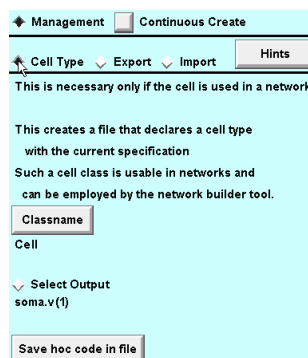 Management Continuous Create
Cell Type Export Import Hints
This is necessary only if the cell is used in a network
This creates a file that declares a cell type
with the current specification
Such a cell class is usable in networks and
can be employed by the network builder tool.
Classname
Cell
Select Output
soma.v(1)
Save hoc code in file